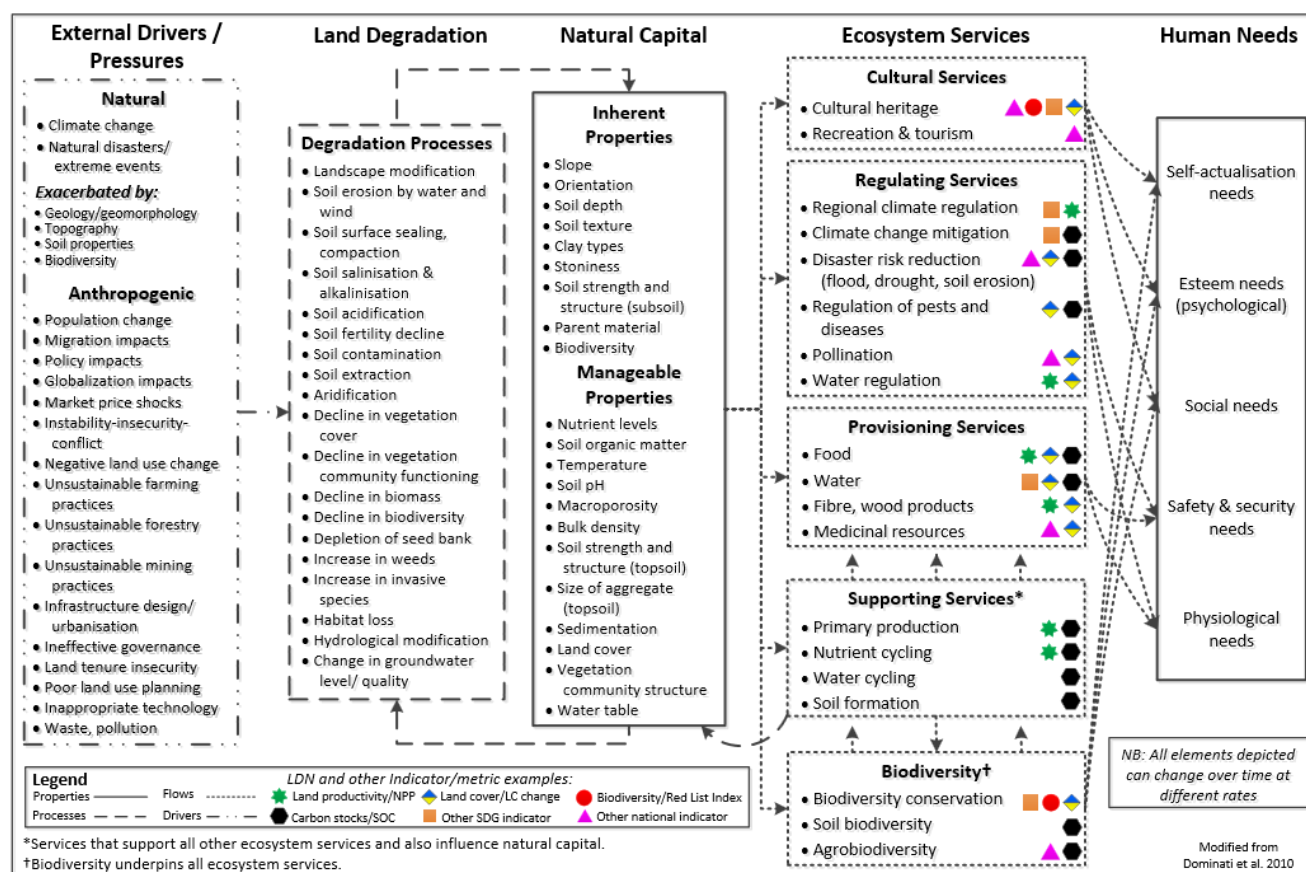 External Drivers /
Pressures
Natural
• Climate change
• Natural disasters/
extreme events
Exacerbated by:
• Geology/geomorphology
• Topography
• Soil properties
• Biodiversity
Anthropogenic
• Population change
• Migration impacts
• Policy impacts
• Globalization impacts
• Market price shocks
• Instability-insecurity-
conflict
• Negative land use change
• Unsustainable farming
practices
• Unsustainable forestry
practices
• Unsustainable mining
practices
• Infrastructure design/
urbanisation
• Ineffective governance
• Land tenure insecurity
• Poor land use planning
• Inappropriate technology
• Waste, pollution
Land Degradation
Degradation Processes
• Landscape modification
• Soil erosion by water and
wind
• Soil surface sealing,
compaction
• Soil salinisation &
alkalinisation
• Soil acidification
• Soil fertility decline
• Soil contamination
• Soil extraction
• Aridification
• Decline in vegetation
cover
• Decline in vegetation
community functioning
• Decline in biomass
• Decline in biodiversity
• Depletion of seed bank
• Increase in weeds
• Increase in invasive
species
• Habitat loss
• Hydrological modification
• Change in groundwater
level/ quality
Natural Capital
Inherent
Properties
• Slope
• Orientation
• Soil depth
• Soil texture
• Clay types
• Stoniness
• Soil strength and
structure (subsoil)
• Parent material
• Biodiversity
Manageable
Properties
• Nutrient levels
• Soil organic matter
• Temperature
• Soil pH
• Macroporosity
• Bulk density
• Soil strength and
structure (topsoil)
• Size of aggregate
(topsoil)
• Sedimentation
• Land cover
• Vegetation
community structure
• Water table
Ecosystem Services
Cultural Services
• Cultural heritage
• Recreation & tourism
Regulating Services
• Regional climate regulation
• Climate change mitigation
• Disaster risk reduction
(flood, drought, soil erosion)
• Regulation of pests and
diseases
• Pollination
• Water regulation
Provisioning Services
• Food
• Water
• Fibre, wood products
• Medicinal resources
Supporting Services*
• Primary production
• Nutrient cycling
• Water cycling
• Soil formation
Biodiversity†
• Biodiversity conservation
• Soil biodiversity
• Agrobiodiversity
Human Needs
Self-actualisation
needs
Esteem needs
(psychological)
Social needs
Safety & security
needs
Physiological
needs
NB: All elements depicted
can change over time at
different rates
Legend
LDN and other Indicator/metric examples:
Properties Flows Land productivity/NPP Land cover/LC change Biodiversity/Red List Index
Processes Drivers Carbon stocks/SOC Other SDG indicator Other national indicator
*Services that support all other ecosystem services and also influence natural capital.
†Biodiversity underpins all ecosystem services.
Modified from
Dominati et al. 2010